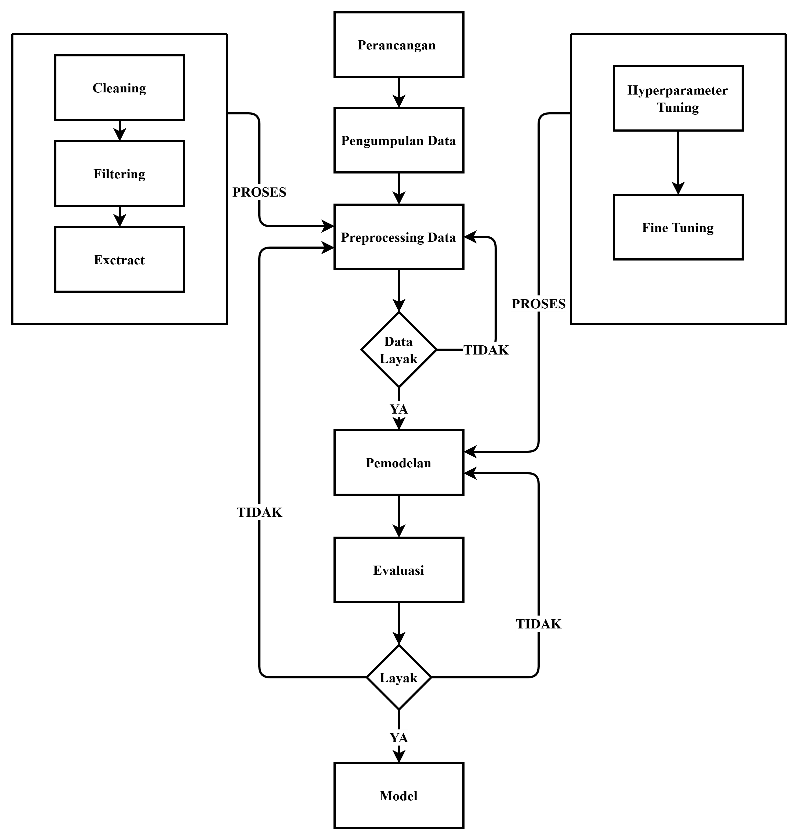 Perancangan
Cleaning
Hyperparameter
Tuning
Pengumpulan Data
Filtering
PROSES
Preprocessing Data
Fine Tuning
Exctract
PROSES
Data
Layak
TIDAK
YA
Pemodelan
TIDAK
Evaluasi
TIDAK
Layak
YA
Model